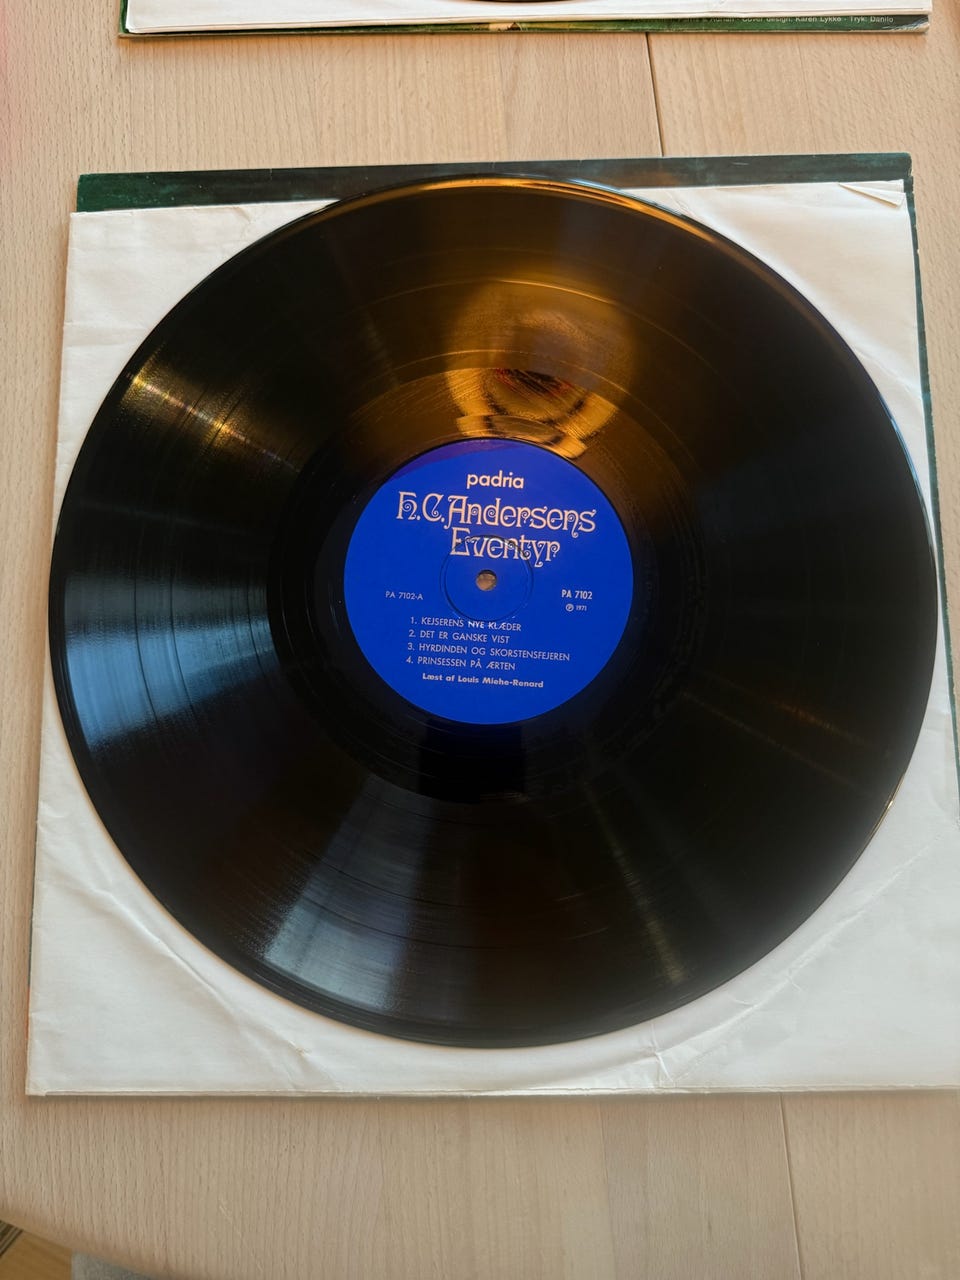 Cover design: Karen Lykke · Tryk: Danilo
padria
H.C. Andersens
Eventyr
PA 7102-A
PA 7102
Ⓟ 1971
1. KEJSERENS NYE KLÆDER
2. DET ER GANSKE VIST
3. HYRDINDEN OG SKORSTENSFEJEREN
4. PRINSESSEN PÅ ÆRTEN
Læst af Louis Miehe-Renard